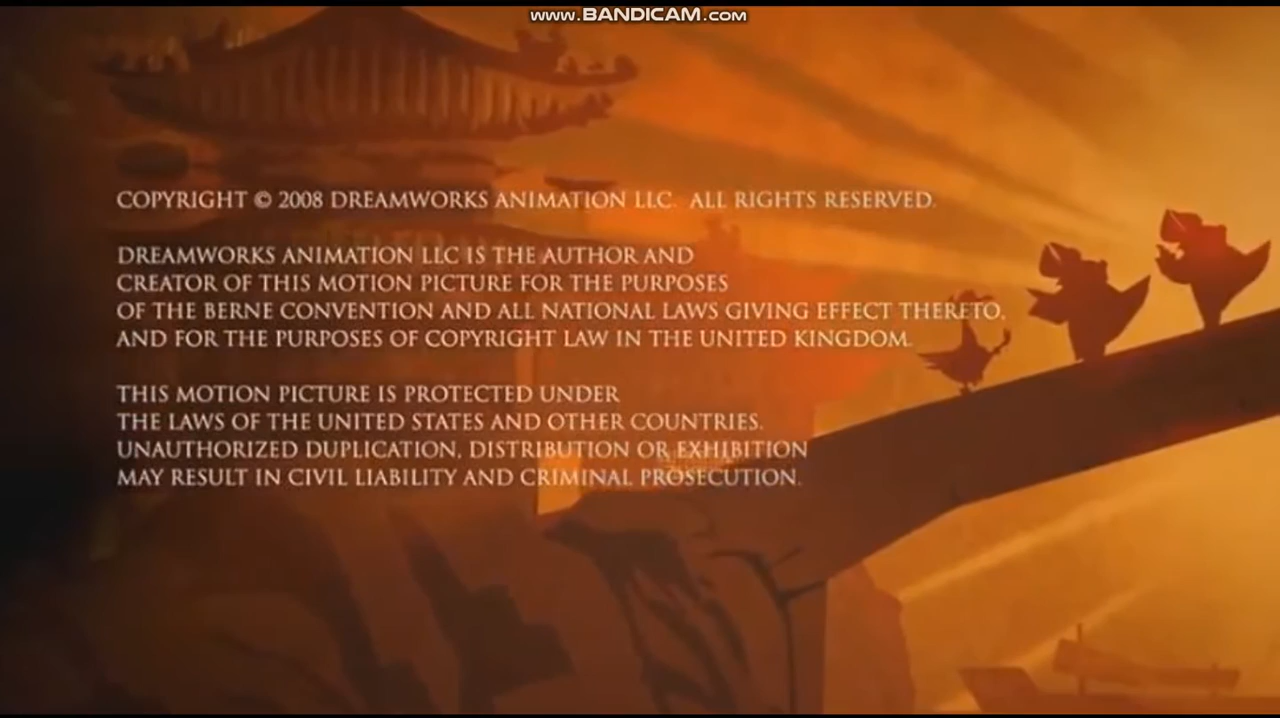 www.BANDICAM.com
COPYRIGHT © 2008 DREAMWORKS ANIMATION LLC. ALL RIGHTS RESERVED.
DREAMWORKS ANIMATION LLC IS THE AUTHOR AND
CREATOR OF THIS MOTION PICTURE FOR THE PURPOSES
OF THE BERNE CONVENTION AND ALL NATIONAL LAWS GIVING EFFECT THERETO,
AND FOR THE PURPOSES OF COPYRIGHT LAW IN THE UNITED KINGDOM.
THIS MOTION PICTURE IS PROTECTED UNDER
THE LAWS OF THE UNITED STATES AND OTHER COUNTRIES.
UNAUTHORIZED DUPLICATION, DISTRIBUTION OR EXHIBITION
MAY RESULT IN CIVIL LIABILITY AND CRIMINAL PROSECUTION.